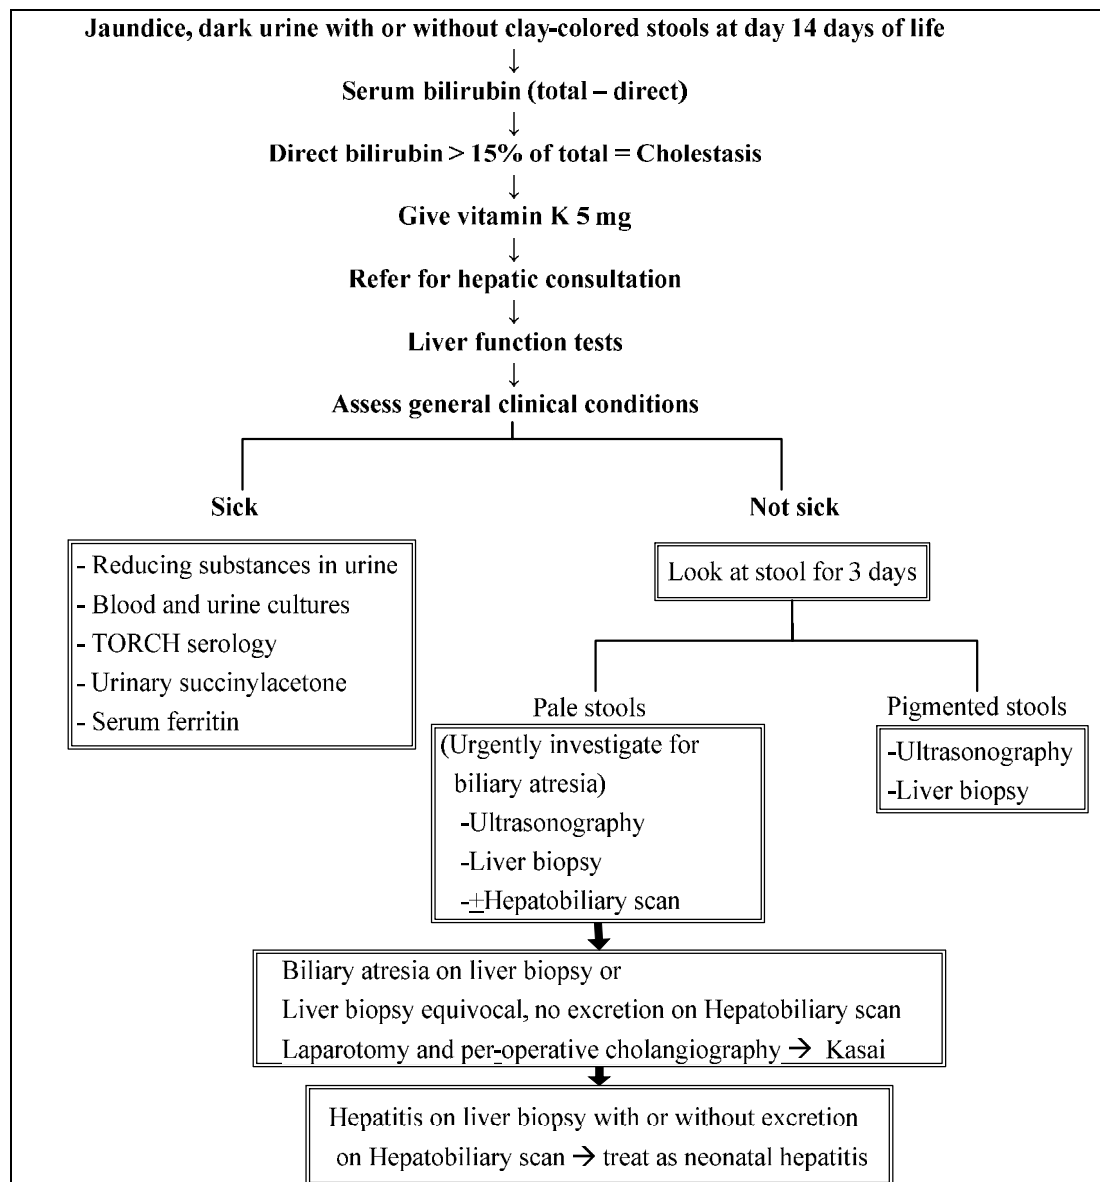 Jaundice, dark urine with or without clay-colored stools at day 14 days of life
↓
Serum bilirubin (total – direct)
↓
Direct bilirubin > 15% of total = Cholestasis
↓
Give vitamin K 5 mg
↓
Refer for hepatic consultation
↓
Liver function tests
↓
Assess general clinical conditions
Sick
- Reducing substances in urine
- Blood and urine cultures
- TORCH serology
- Urinary succinylacetone
- Serum ferritin
Not sick
Look at stool for 3 days
Pale stools
(Urgently investigate for
biliary atresia)
-Ultrasonography
-Liver biopsy
-±Hepatobiliary scan
Pigmented stools
-Ultrasonography
-Liver biopsy
Biliary atresia on liver biopsy or
Liver biopsy equivocal, no excretion on Hepatobiliary scan
Laparotomy and per-operative cholangiography → Kasai
Hepatitis on liver biopsy with or without excretion
on Hepatobiliary scan → treat as neonatal hepatitis